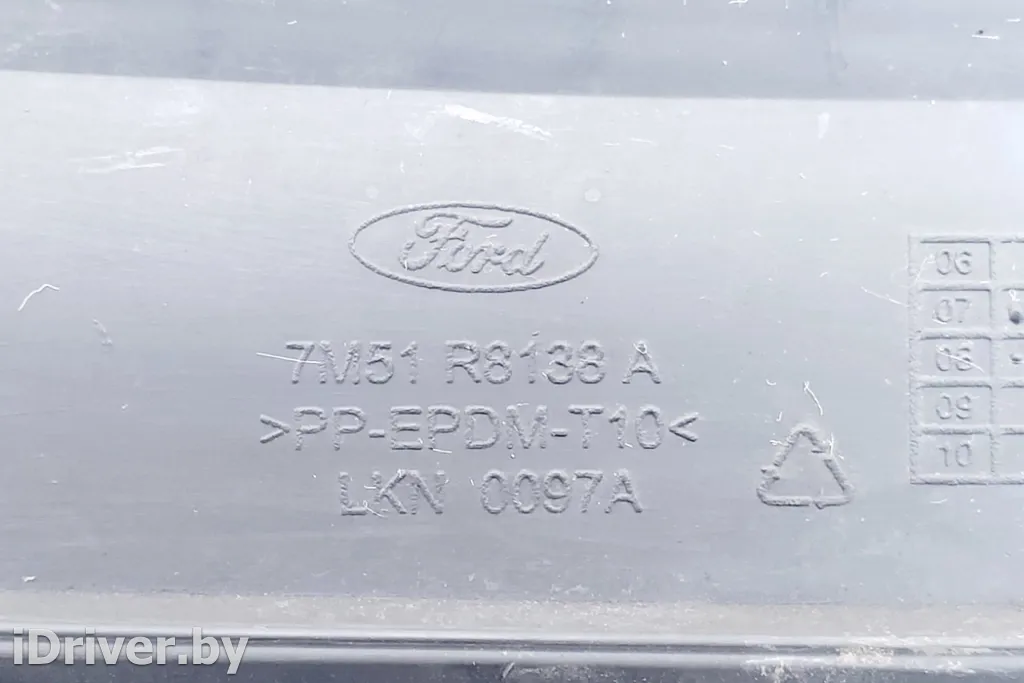 Ford
7M51 R8138 A
>PP-EPDM-T10<
LKN 0097A
06
07
08
09
10
iDriver.by